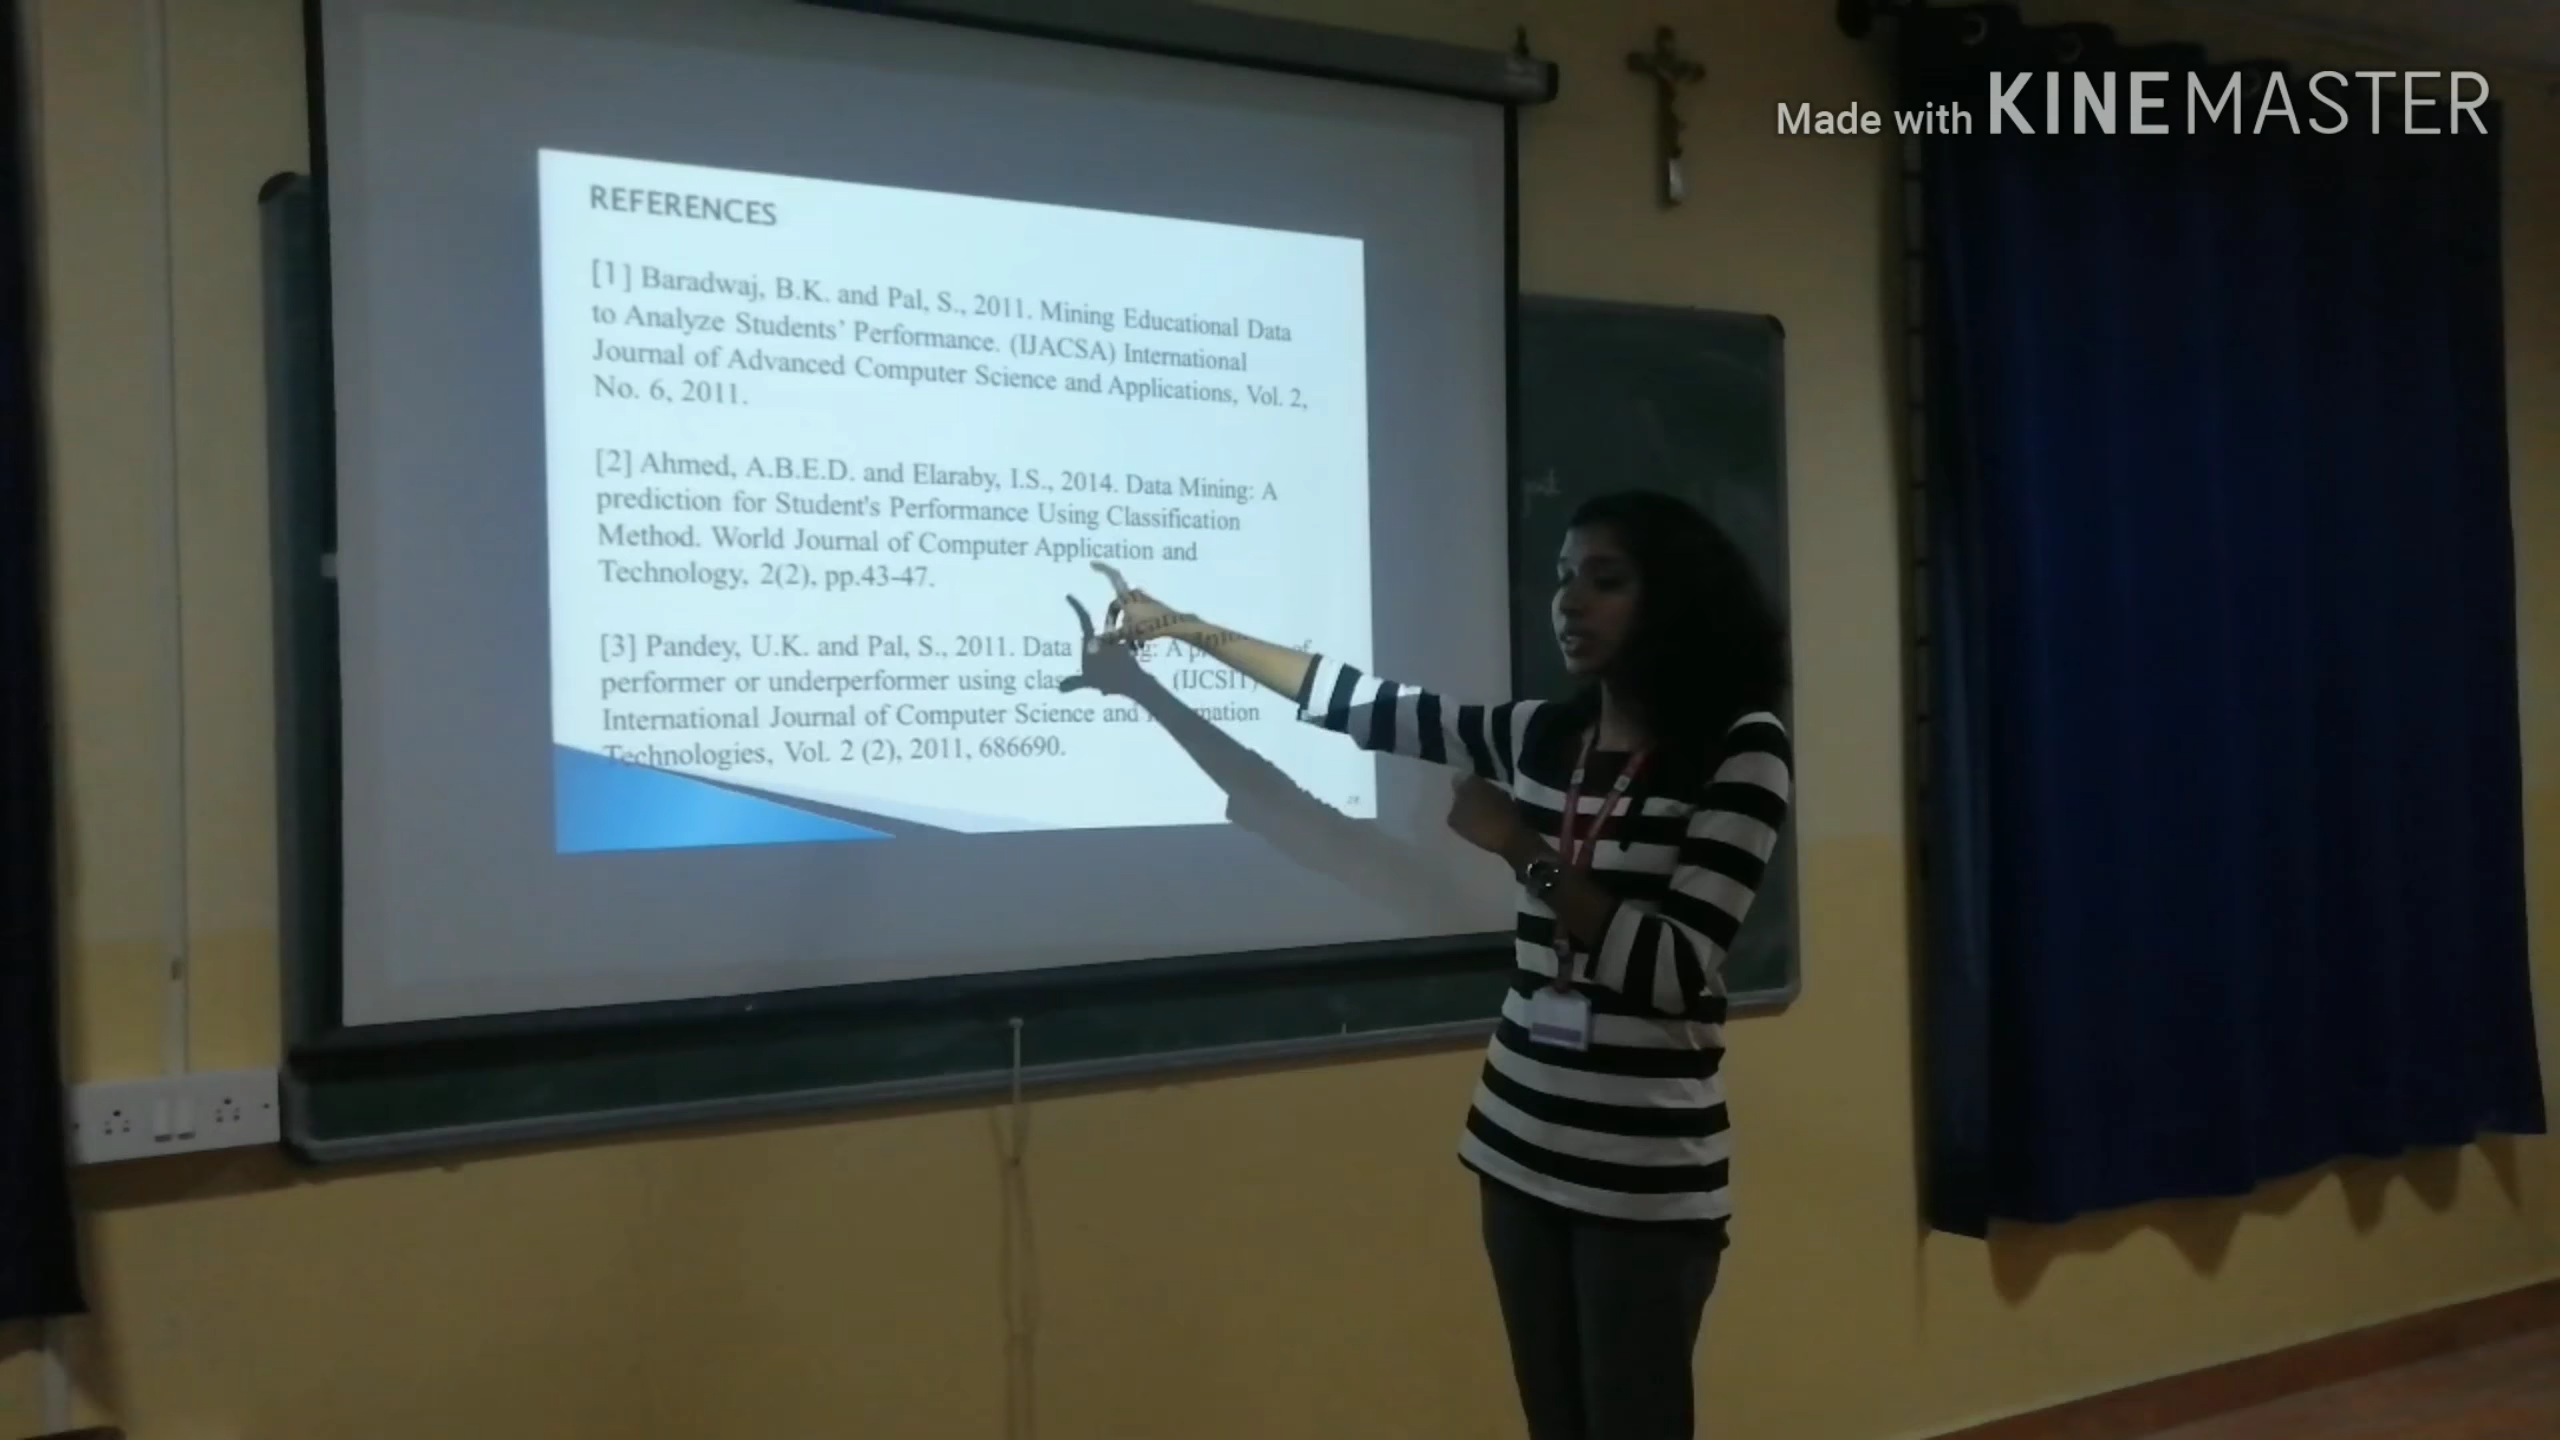 Made with KINEMASTER
REFERENCES
[1] Baradwaj, B.K. and Pal, S., 2011. Mining Educational Data
to Analyze Students' Performance. (IJACSA) International
Journal of Advanced Computer Science and Applications, Vol. 2,
No. 6, 2011.
[2] Ahmed, A.B.E.D. and Elaraby, I.S., 2014. Data Mining: A
prediction for Student's Performance Using Classification
Method. World Journal of Computer Application and
Technology, 2(2), pp.43-47.
[3] Pandey, U.K. and Pal, S., 2011. Data A of
performer or underperformer using (IJCSIT)
International Journal of Computer Science and
Technologies, Vol. 2 (2), 2011, 686690.